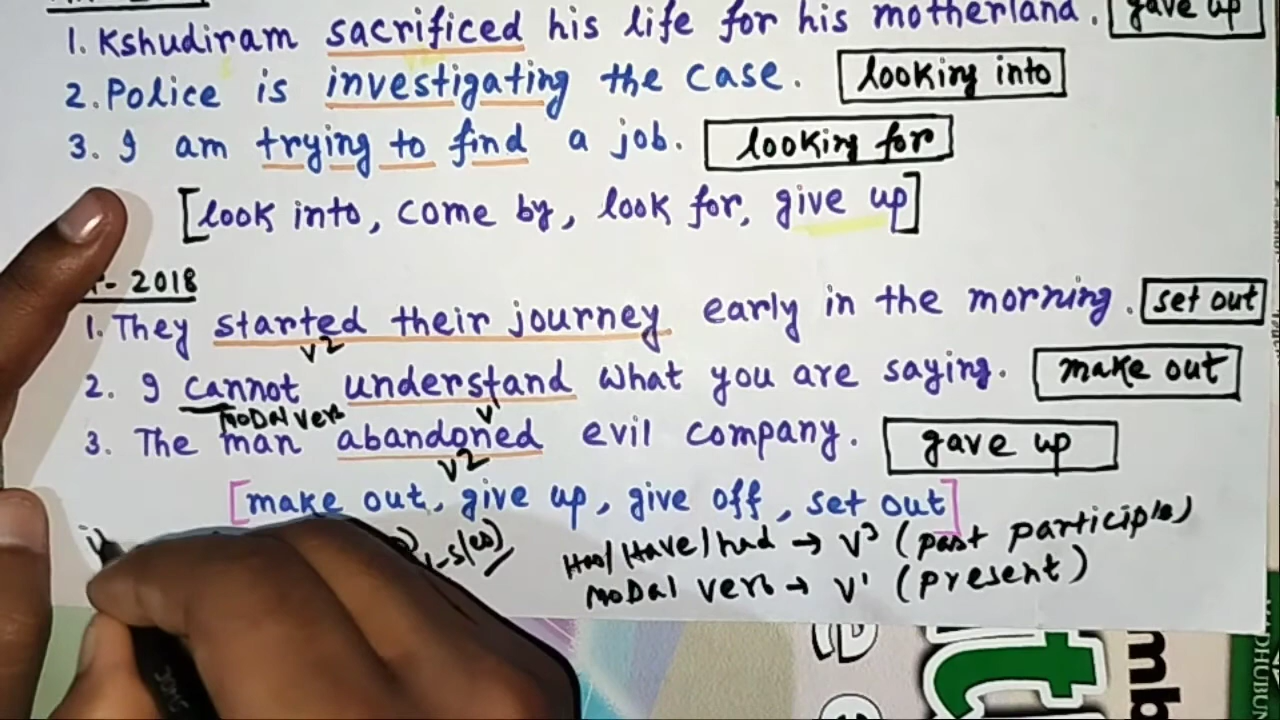 1. Kshudiram sacrificed his life for his motherland. gave up
2. Police is investigating the case. looking into
3. I am trying to find a job. looking for
[look into, come by, look for, give up]
2018
1. They started their journey early in the morning. set out
V2
2. I cannot understand what you are saying. make out
Modal verb V
3. The man abandoned evil company. gave up
V2
[make out, give up, give off, set out]
s(es) Has/Have/had → V3 (past participle)
Modal verb → V1 (present)